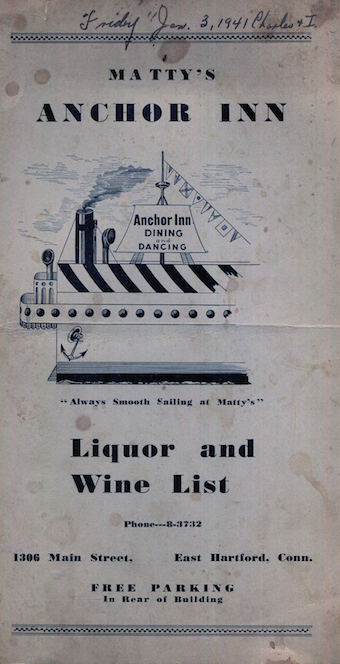 Friday Jan. 3, 1941 Charles & I
MATTY'S
ANCHOR INN
Anchor Inn
DINING
and
DANCING
"Always Smooth Sailing at Matty's"
Liquor and
Wine List
Phone---8-3732
1306 Main Street, East Hartford, Conn.
FREE PARKING
In Rear of Building